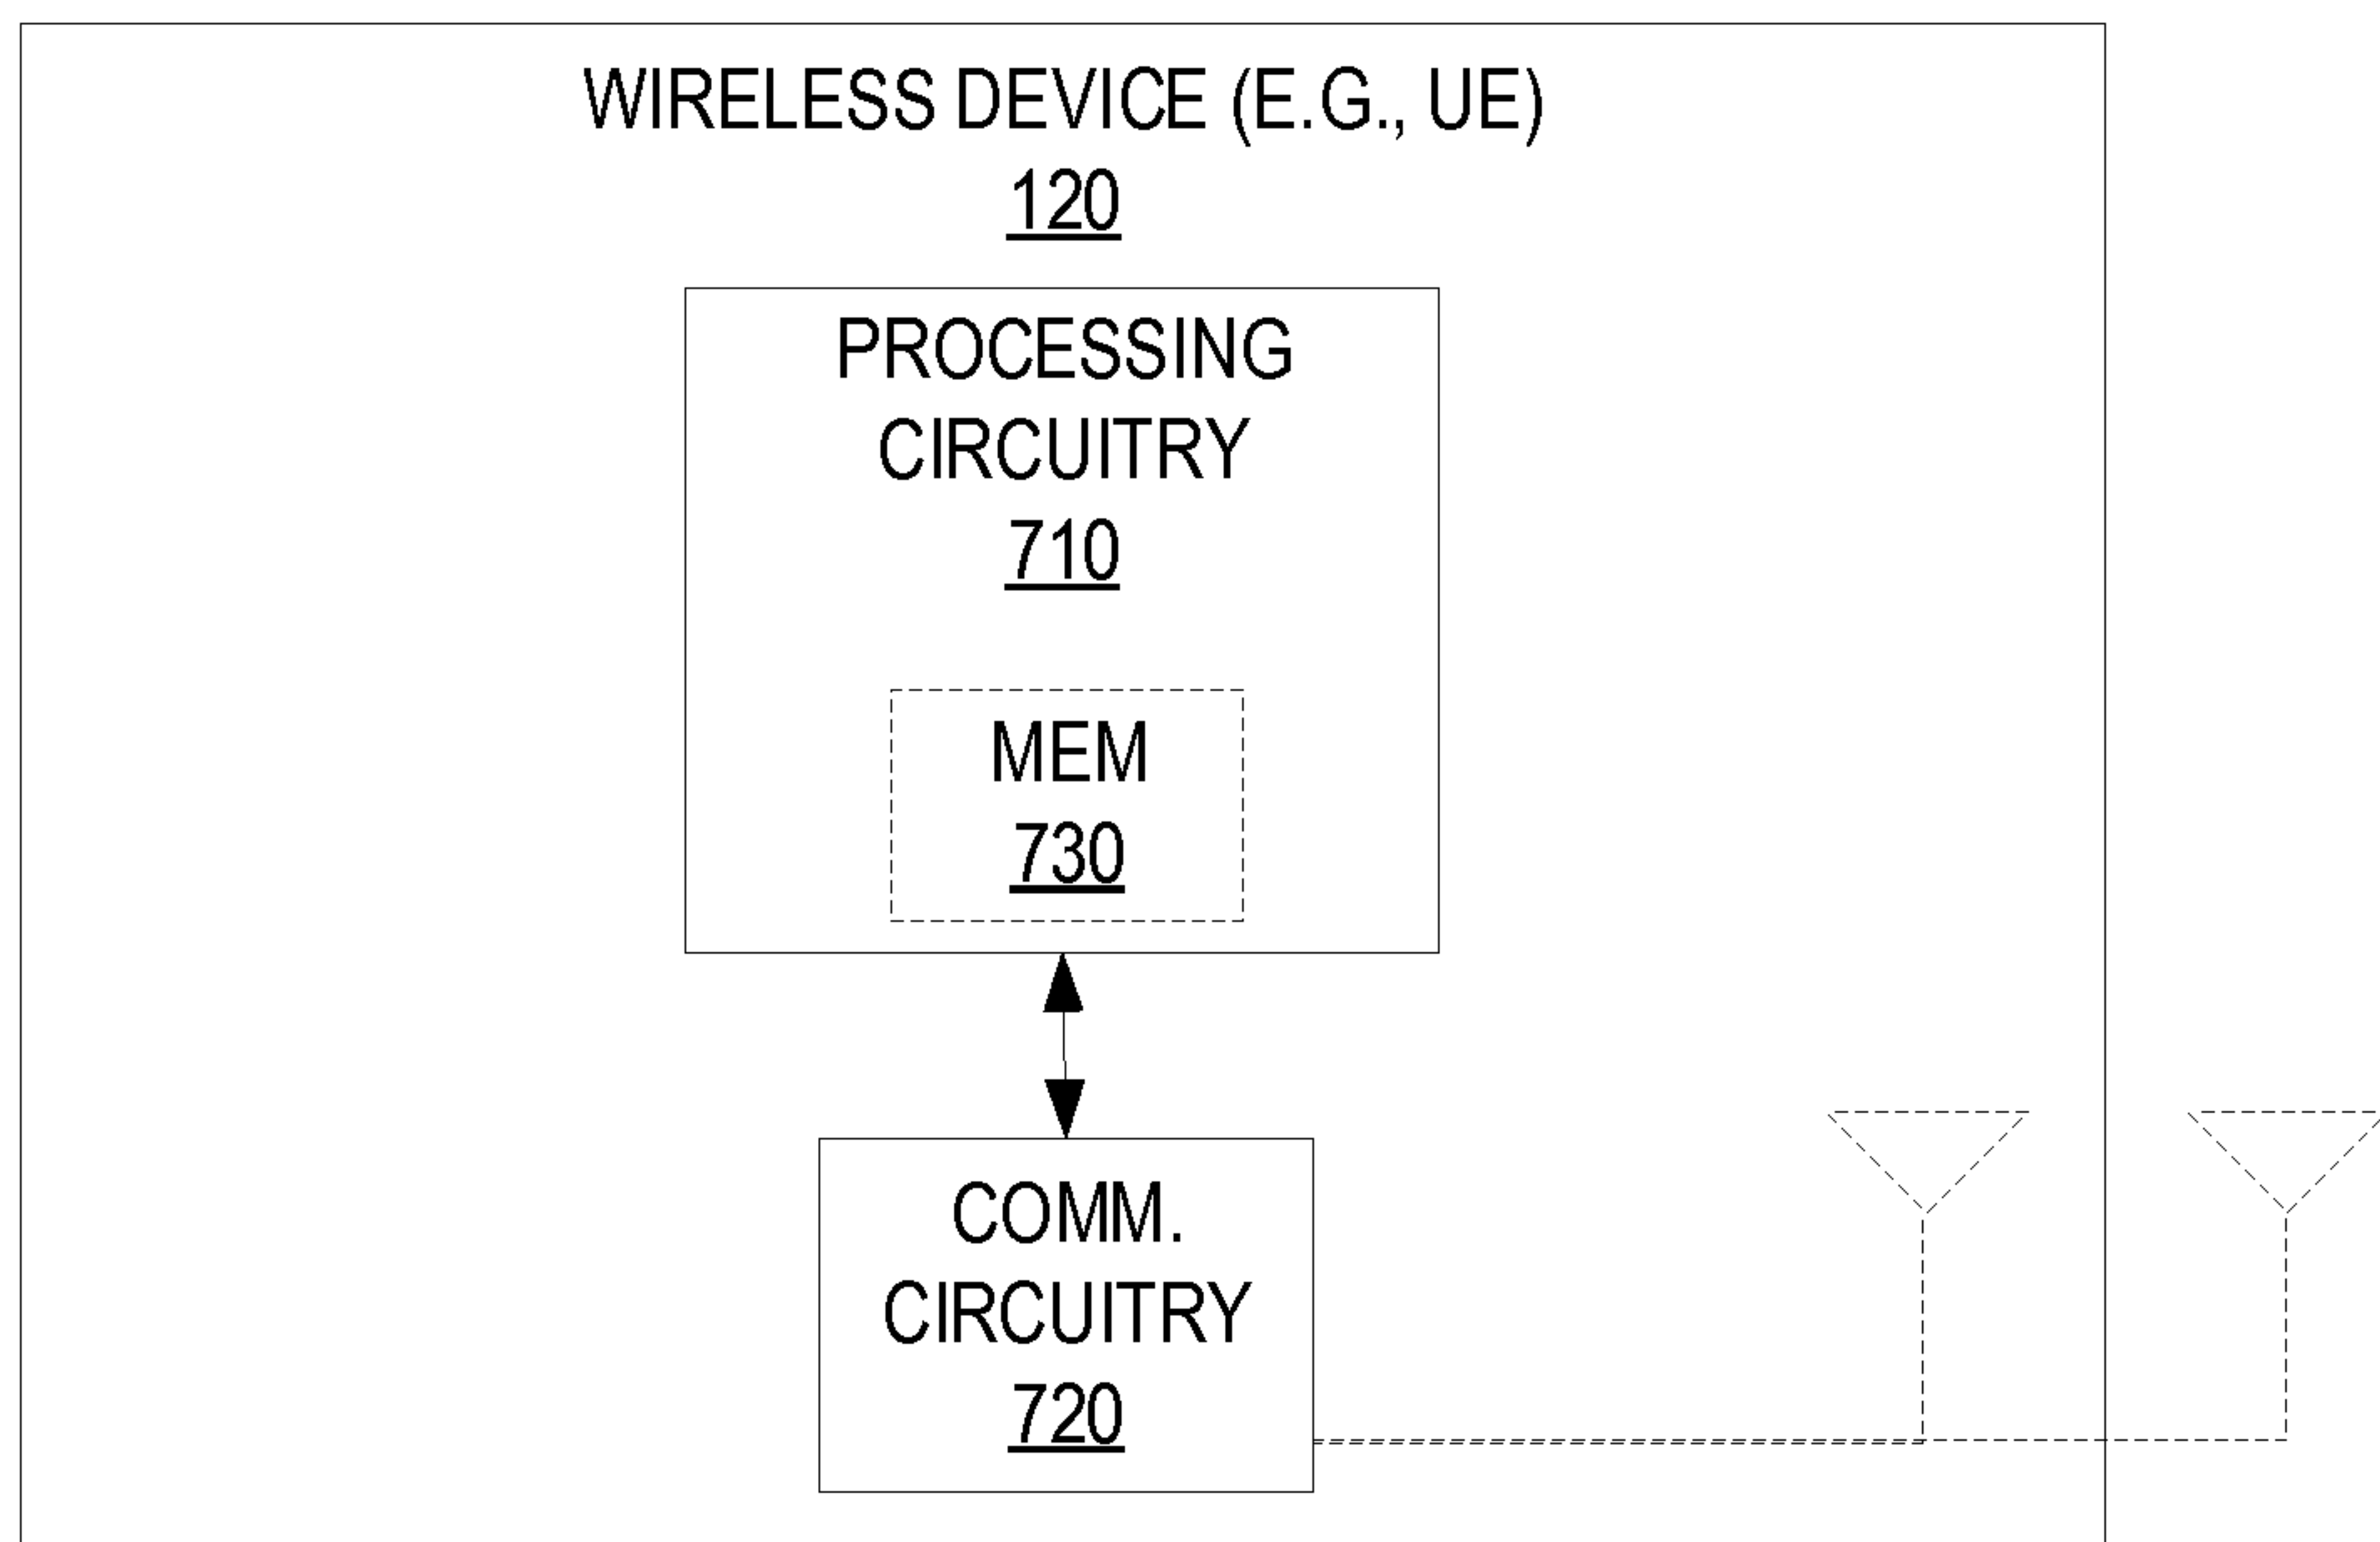 WIRELESS DEVICE (E.G., UE)
120
PROCESSING
CIRCUITRY
710
MEM
730
COMM.
CIRCUITRY
720